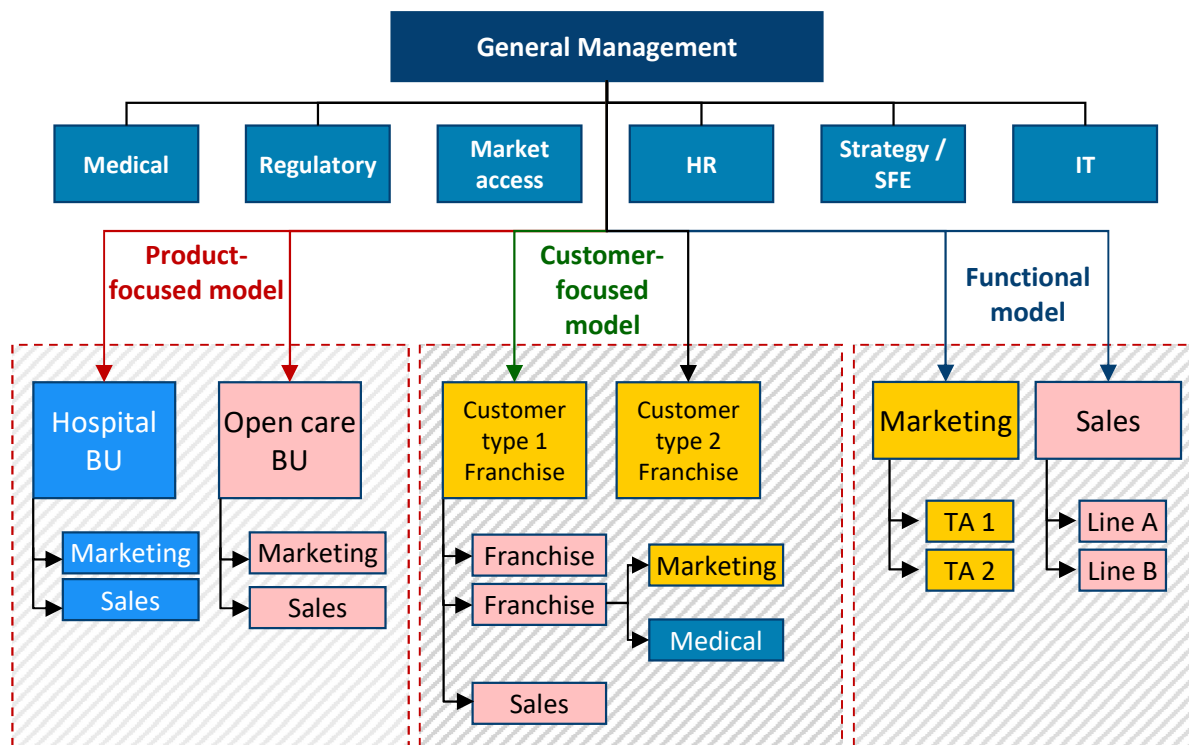 General Management
Medical
Regulatory
Market
access
HR
Strategy /
SFE
IT
Product-
focused model
Customer-
focused
model
Functional
model
Hospital
BU
Open care
BU
Customer
type 1
Franchise
Customer
type 2
Franchise
Marketing
Sales
Marketing
Sales
Marketing
Sales
Franchise
Franchise
Sales
Marketing
Medical
TA 1
TA 2
Line A
Line B